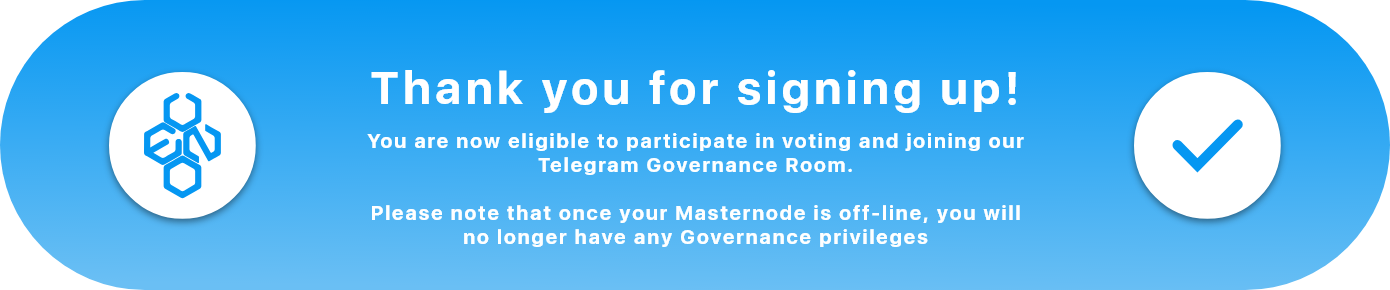 Thank you for signing up!
You are now eligible to participate in voting and joining our
Telegram Governance Room.
Please note that once your Masternode is off-line, you will
no longer have any Governance privileges